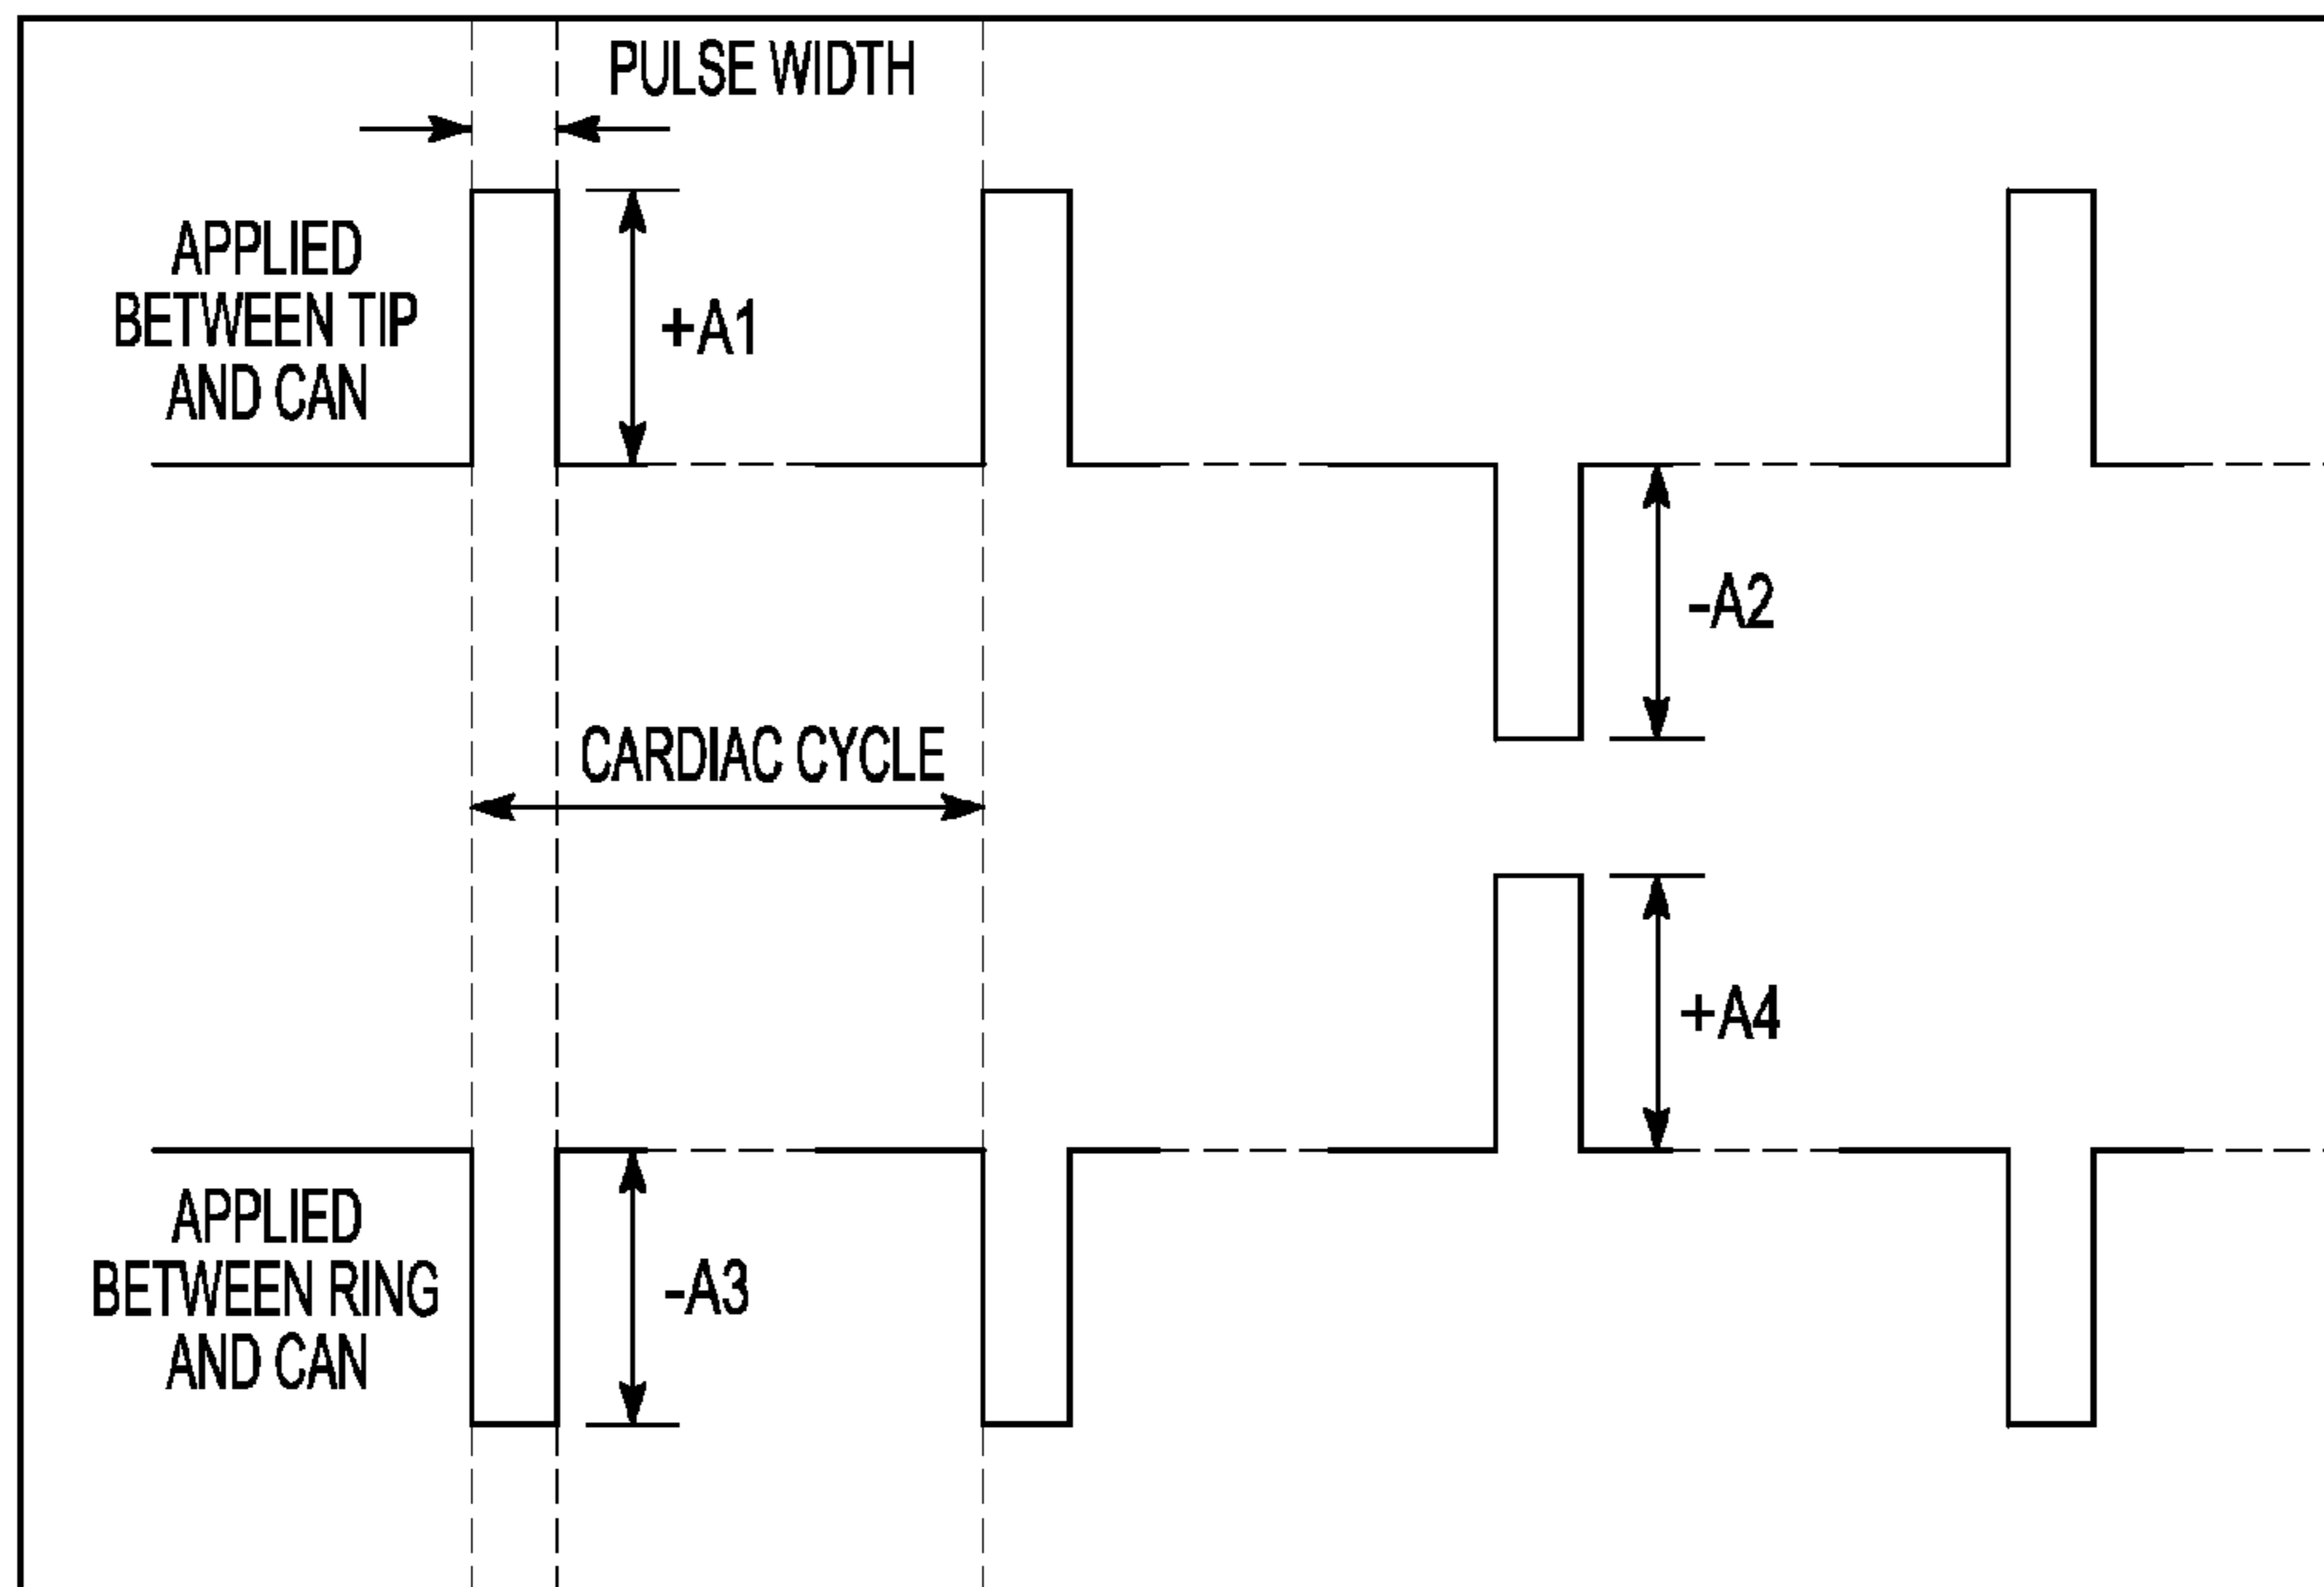 PULSE WIDTH
APPLIED
BETWEEN TIP
AND CAN
+A1
-A2
CARDIAC CYCLE
+A4
APPLIED
BETWEEN RING
AND CAN
-A3